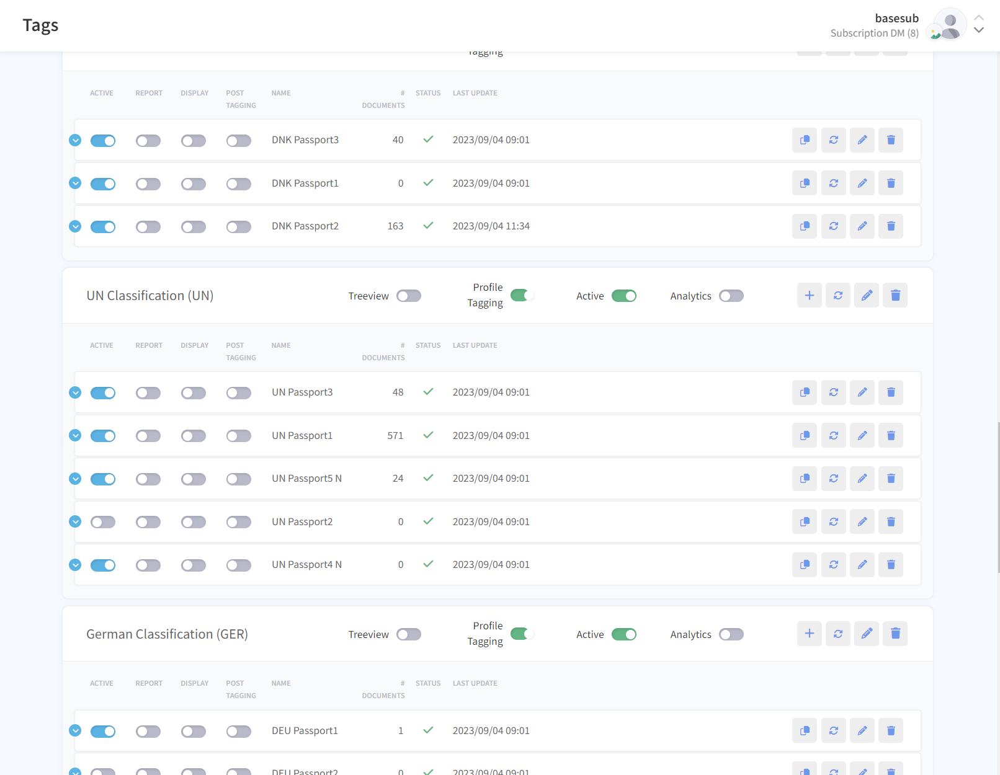 Tags
basesub
Subscription DM (8)
Tagging
ACTIVE REPORT DISPLAY POST TAGGING NAME # DOCUMENTS STATUS LAST UPDATE
DNK Passport3 40 2023/09/04 09:01
DNK Passport1 0 2023/09/04 09:01
DNK Passport2 163 2023/09/04 11:34
UN Classification (UN) Treeview Profile Tagging Active Analytics
ACTIVE REPORT DISPLAY POST TAGGING NAME # DOCUMENTS STATUS LAST UPDATE
UN Passport3 48 2023/09/04 09:01
UN Passport1 571 2023/09/04 09:01
UN Passport5 N 24 2023/09/04 09:01
UN Passport2 0 2023/09/04 09:01
UN Passport4 N 0 2023/09/04 09:01
German Classification (GER) Treeview Profile Tagging Active Analytics
ACTIVE REPORT DISPLAY POST TAGGING NAME # DOCUMENTS STATUS LAST UPDATE
DEU Passport1 1 2023/09/04 09:01
DEU Passport2 0 2023/09/04 09:01